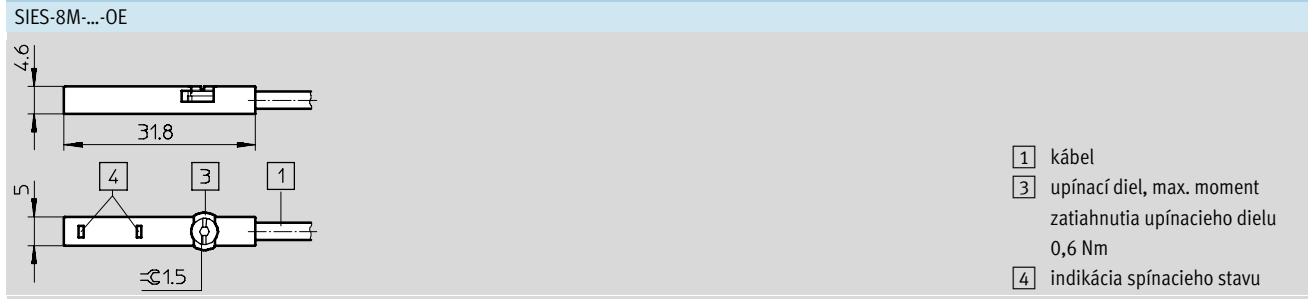 SIES-8M-...-OE
4.6
31.8
5
4
3
1
1.5
1 kábel
3 upínací diel, max. moment
zatiahnutia upínacieho dielu
0,6 Nm
4 indikácia spínacieho stavu